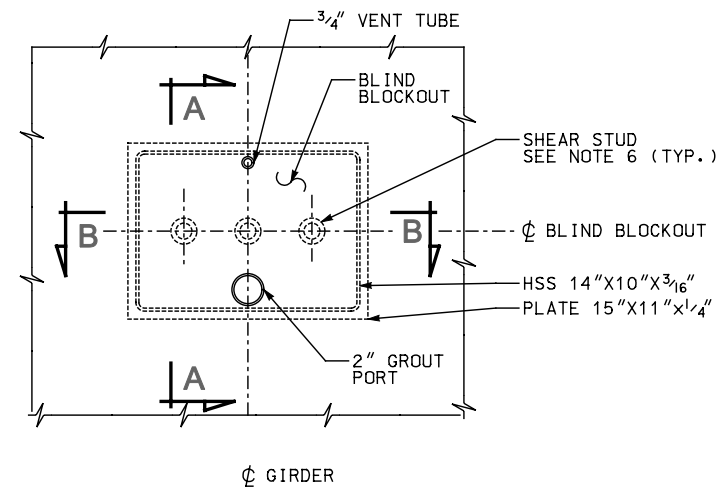 3/4" VENT TUBE
A
BLIND
BLOCKOUT
SHEAR STUD
SEE NOTE 6 (TYP.)
B
B
℄ BLIND BLOCKOUT
HSS 14"X10"X3/16"
PLATE 15"X11"x1/4"
2" GROUT
PORT
A
℄ GIRDER